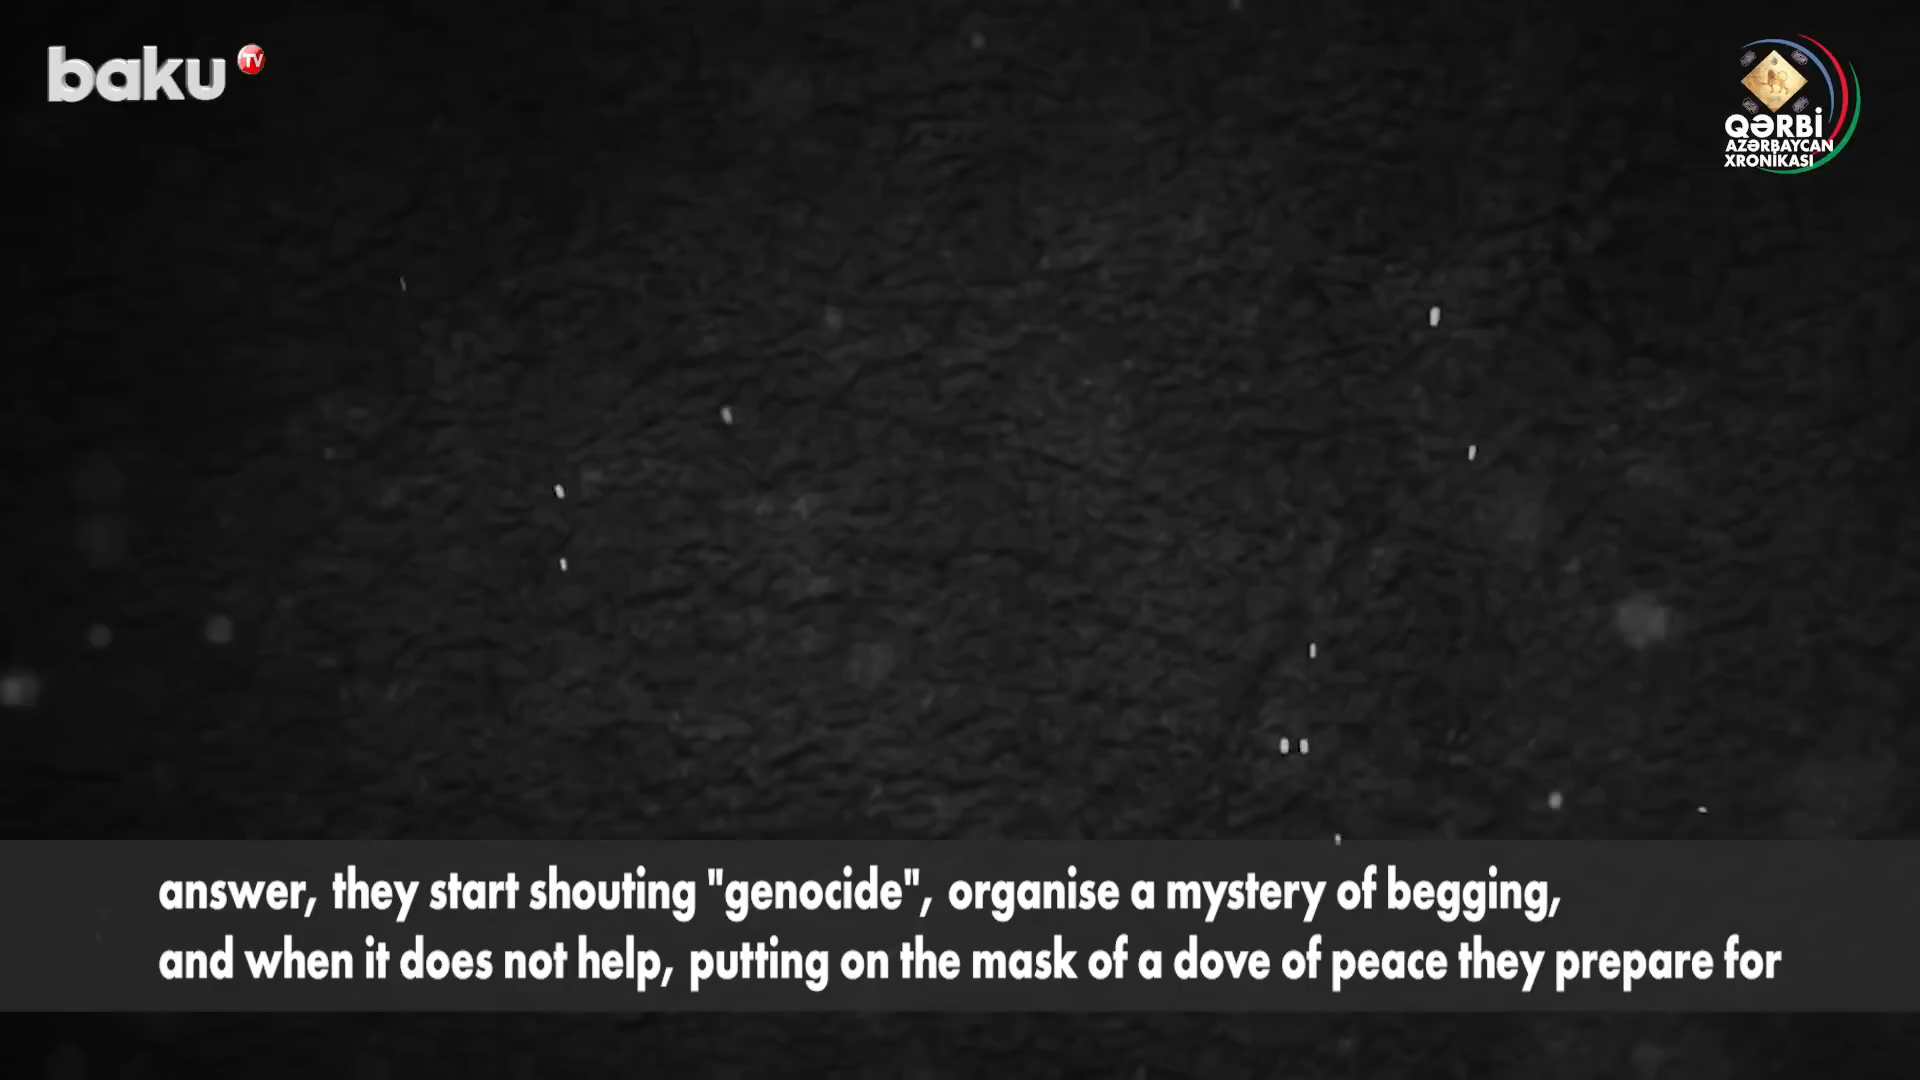 baku TV
QƏRBİ
AZƏRBAYCAN
XRONİKASI
answer, they start shouting "genocide", organise a mystery of begging,
and when it does not help, putting on the mask of a dove of peace they prepare for